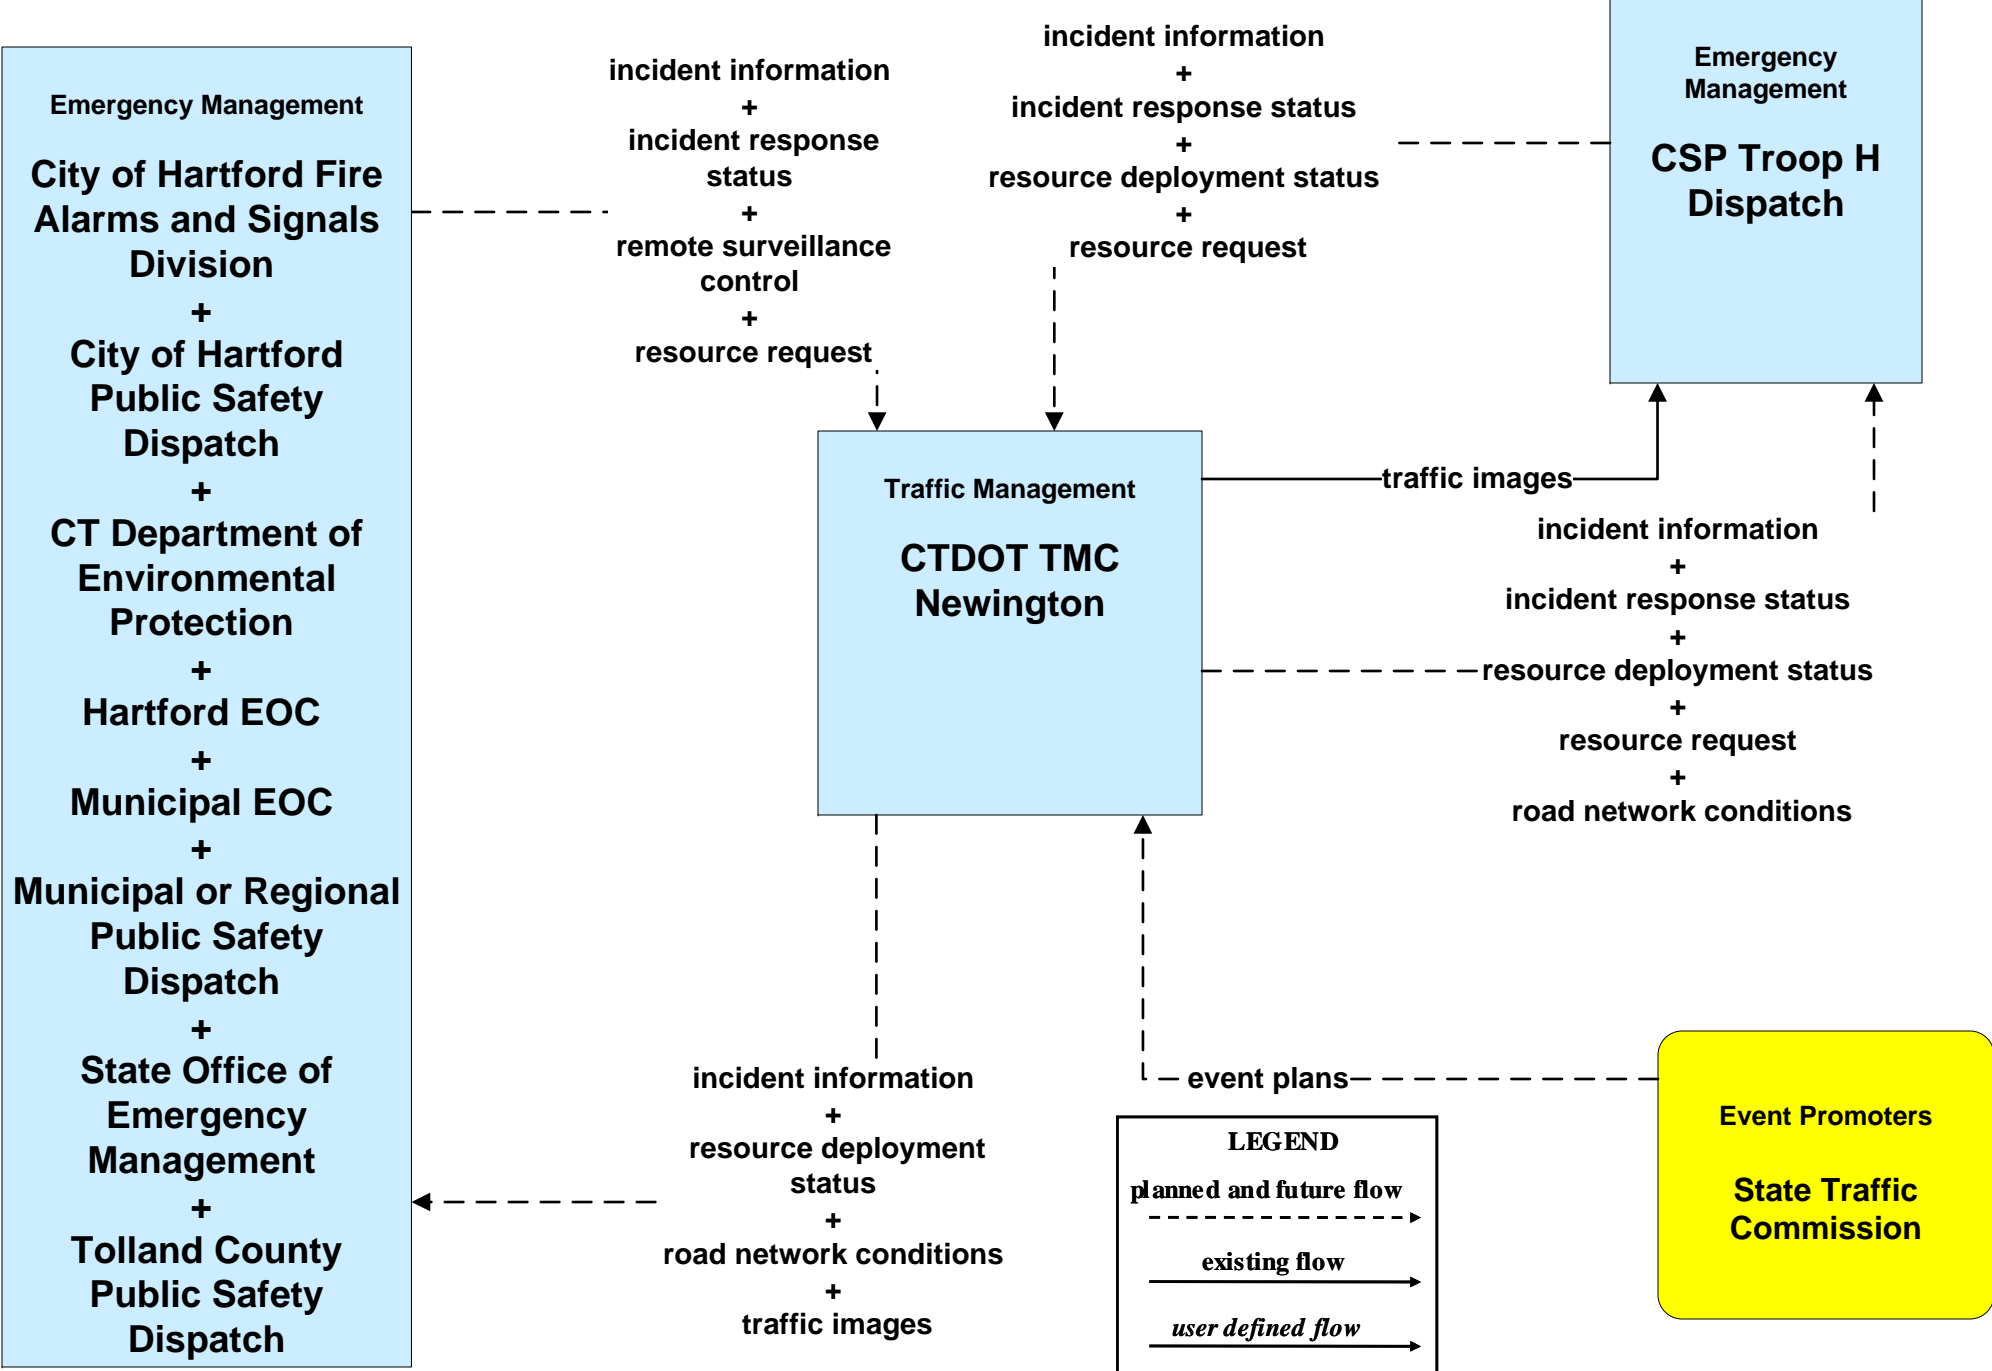 Emergency Management
City of Hartford Fire
Alarms and Signals
Division
+
City of Hartford
Public Safety
Dispatch
+
CT Department of
Environmental
Protection
+
Hartford EOC
+
Municipal EOC
+
Municipal or Regional
Public Safety
Dispatch
+
State Office of
Emergency
Management
+
Tolland County
Public Safety
Dispatch
incident information
+
incident response
status
+
remote surveillance
control
+
resource request
incident information
+
incident response status
+
resource deployment status
+
resource request
Emergency
Management
CSP Troop H
Dispatch
Traffic Management
CTDOT TMC
Newington
traffic images
incident information
+
incident response status
+
resource deployment status
+
resource request
+
road network conditions
incident information
+
resource deployment
status
+
road network conditions
+
traffic images
event plans
Event Promoters
State Traffic
Commission
LEGEND
planned and future flow
existing flow
user defined flow